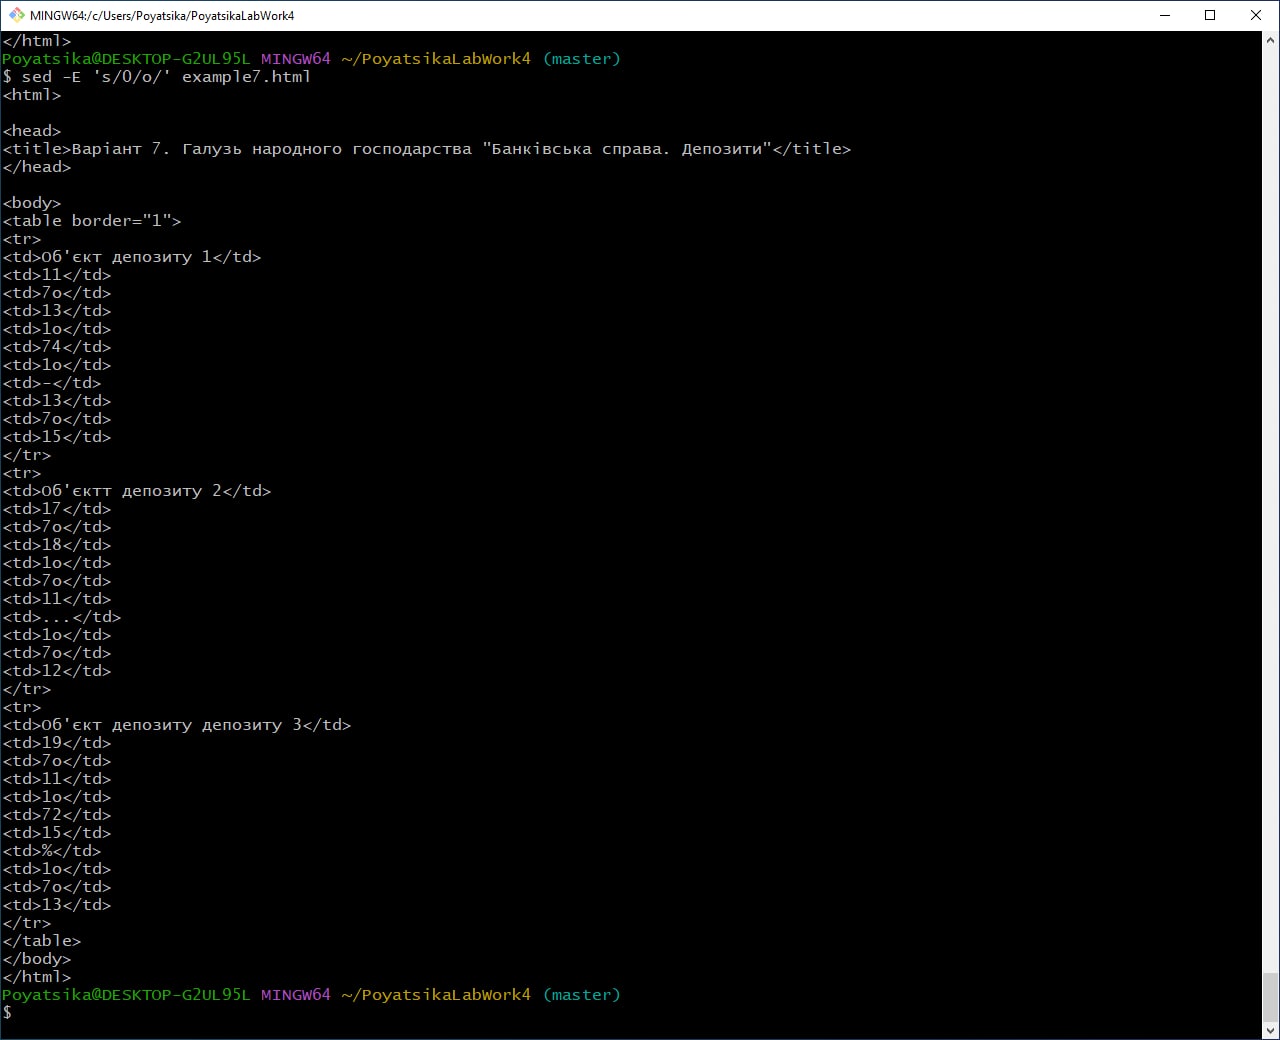 MINGW64:/c/Users/Poyatsika/PoyatsikaLabWork4
</html>
Poyatsika@DESKTOP-G2UL95L MINGW64 ~/PoyatsikaLabWork4 (master)
$ sed -E 's/O/o/' example7.html
<html>

<head>
<title>Варіант 7. Галузь народного господарства "Банківська справа. Депозити"</title>
</head>

<body>
<table border="1">
<tr>
<td>Об'єкт депозиту 1</td>
<td>11</td>
<td>7o</td>
<td>13</td>
<td>1o</td>
<td>74</td>
<td>1o</td>
<td>-</td>
<td>13</td>
<td>7o</td>
<td>15</td>
</tr>
<tr>
<td>Об'єктт депозиту 2</td>
<td>17</td>
<td>7o</td>
<td>18</td>
<td>1o</td>
<td>7o</td>
<td>11</td>
<td>...</td>
<td>1o</td>
<td>7o</td>
<td>12</td>
</tr>
<tr>
<td>Об'єкт депозиту депозиту 3</td>
<td>19</td>
<td>7o</td>
<td>11</td>
<td>1o</td>
<td>72</td>
<td>15</td>
<td>%</td>
<td>1o</td>
<td>7o</td>
<td>13</td>
</tr>
</table>
</body>
</html>
Poyatsika@DESKTOP-G2UL95L MINGW64 ~/PoyatsikaLabWork4 (master)
$